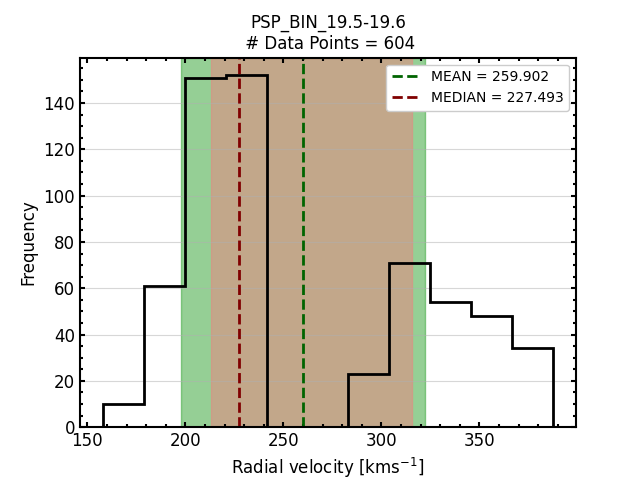 PSP_BIN_19.5-19.6
# Data Points = 604
MEAN = 259.902
MEDIAN = 227.493
Frequency
140
120
100
80
60
40
20
0
150 200 250 300 350
Radial velocity [kms⁻¹]